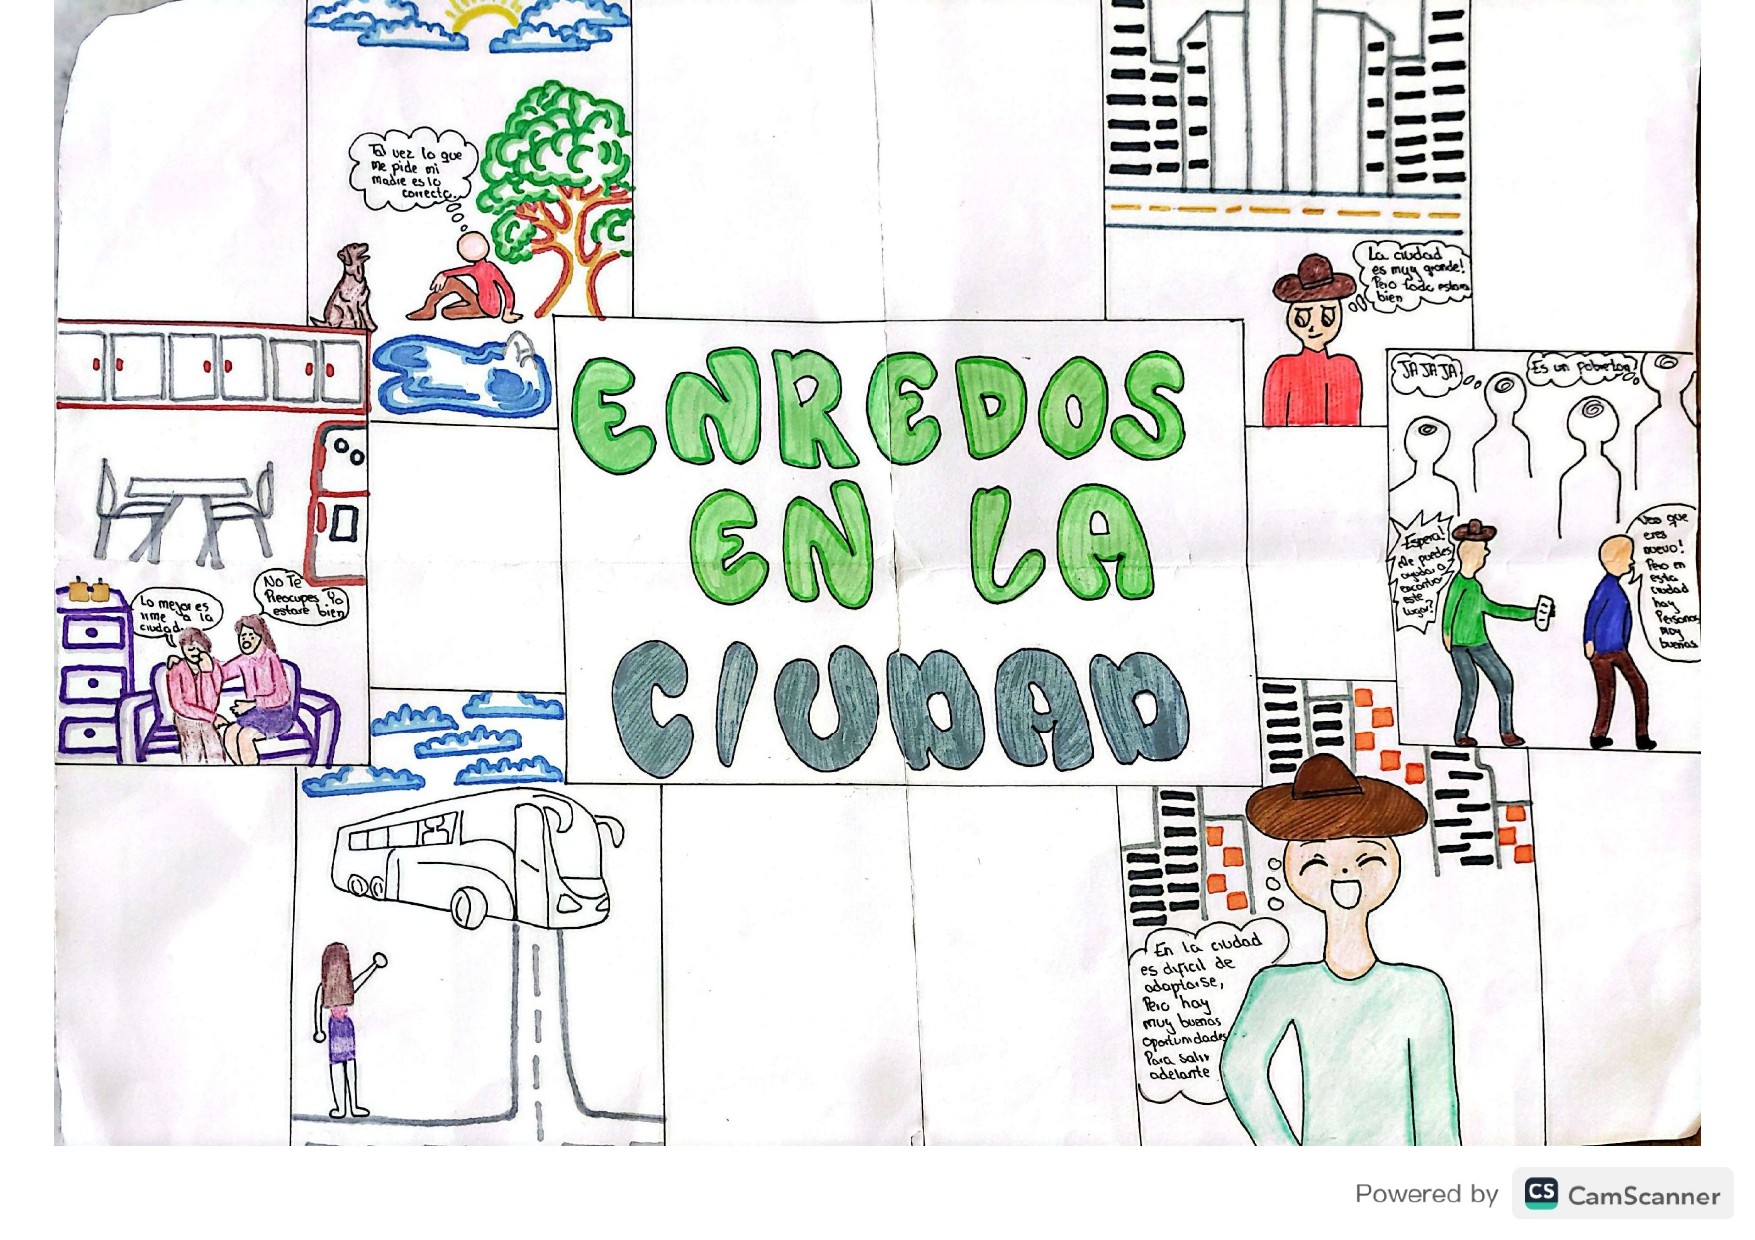 Tal vez lo que
me pide mi
madre es lo
correcto..
La ciudad
es muy grande!
Pero todo estara
bien
ENREDOS
EN LA
CIUDAD
JA JA JA
Es un pobreton!
Espera!
Me puedes
ayudar a
encontrar
este
lugar?
Veo que
eres
nuevo!
Pero en
esta
ciudad
hay
Personas
muy
buenas
Lo mejor es
irme a la
ciudad.
No Te
Preocupes Yo
estaré bien
En la ciudad
es dificil de
adaptarse,
Pero hay
muy buenas
oportunidades
Para salir
adelante
Powered by CS CamScanner